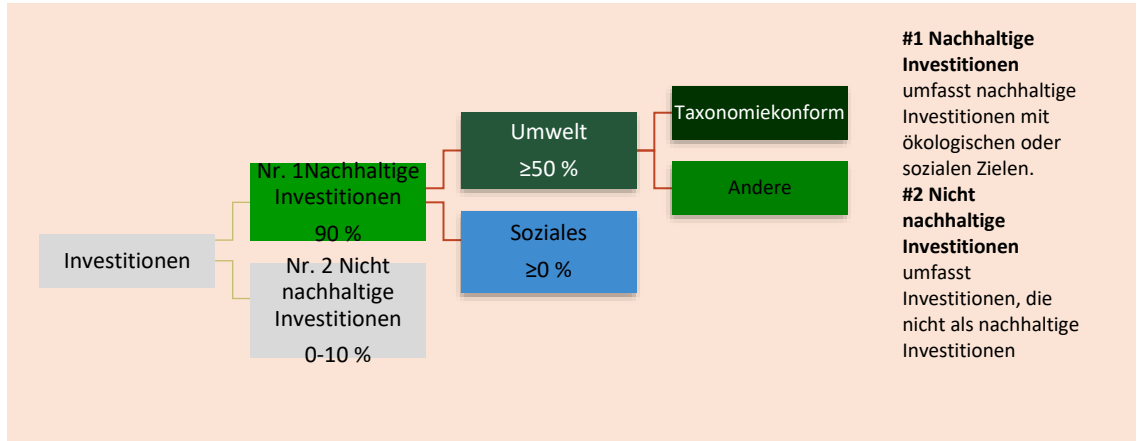 Investitionen
Nr. 1Nachhaltige
Investitionen
90 %
Nr. 2 Nicht
nachhaltige
Investitionen
0-10 %
Umwelt
≥50 %
Soziales
≥0 %
Taxonomiekonform
Andere
#1 Nachhaltige
Investitionen
umfasst nachhaltige
Investitionen mit
ökologischen oder
sozialen Zielen.
#2 Nicht
nachhaltige
Investitionen
umfasst
Investitionen, die
nicht als nachhaltige
Investitionen